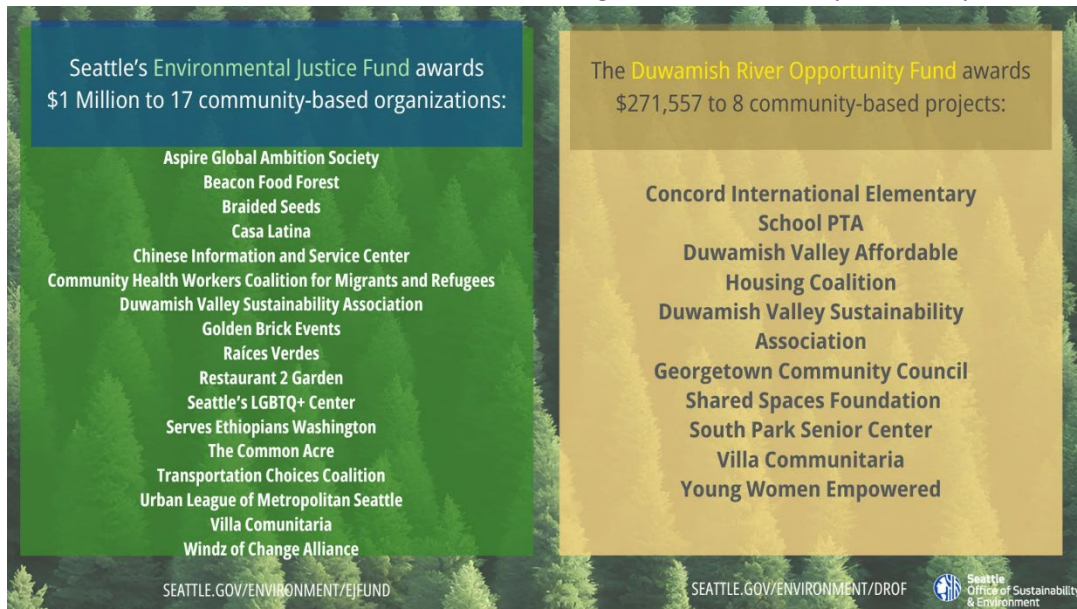 Seattle's Environmental Justice Fund awards
$1 Million to 17 community-based organizations:
Aspire Global Ambition Society
Beacon Food Forest
Braided Seeds
Casa Latina
Chinese Information and Service Center
Community Health Workers Coalition for Migrants and Refugees
Duwamish Valley Sustainability Association
Golden Brick Events
Raíces Verdes
Restaurant 2 Garden
Seattle's LGBTQ+ Center
Serves Ethiopians Washington
The Common Acre
Transportation Choices Coalition
Urban League of Metropolitan Seattle
Villa Comunitaria
Windz of Change Alliance
SEATTLE.GOV/ENVIRONMENT/EJFUND
The Duwamish River Opportunity Fund awards
$271,557 to 8 community-based projects:
Concord International Elementary
School PTA
Duwamish Valley Affordable
Housing Coalition
Duwamish Valley Sustainability
Association
Georgetown Community Council
Shared Spaces Foundation
South Park Senior Center
Villa Communitaria
Young Women Empowered
SEATTLE.GOV/ENVIRONMENT/DROF
Seattle
Office of Sustainability
& Environment